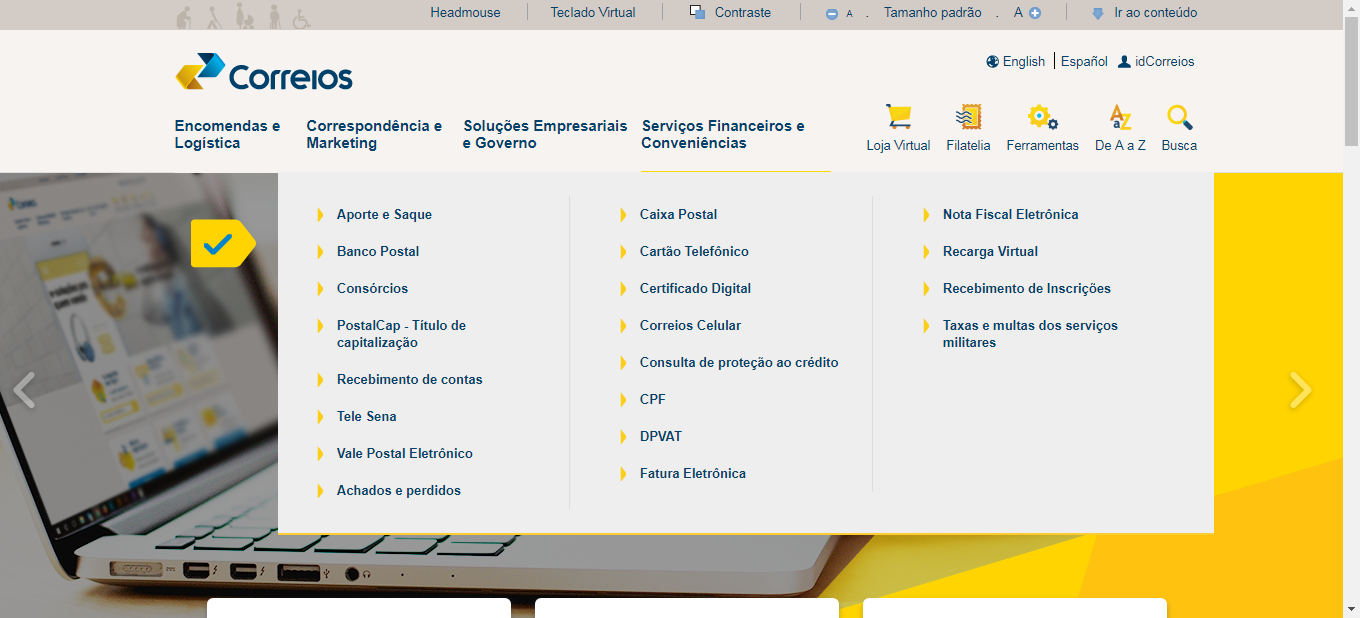 Headmouse
Teclado Virtual
Contraste
A . Tamanho padrão . A
Ir ao conteúdo
Correios
English
Español
idCorreios
Encomendas e
Logística
Correspondência e
Marketing
Soluções Empresariais
e Governo
Serviços Financeiros e
Conveniências
Loja Virtual
Filatelia
A
aZ
Ferramentas
De A a Z
Busca
Aporte e Saque
Banco Postal
Consórcios
PostalCap - Título de
capitalização
Recebimento de contas
Tele Sena
Vale Postal Eletrônico
Achados e perdidos
Caixa Postal
Cartão Telefônico
Certificado Digital
Correios Celular
Consulta de proteção ao crédito
CPF
DPVAT
Fatura Eletrônica
Nota Fiscal Eletrônica
Recarga Virtual
Recebimento de Inscrições
Taxas e multas dos serviços
militares